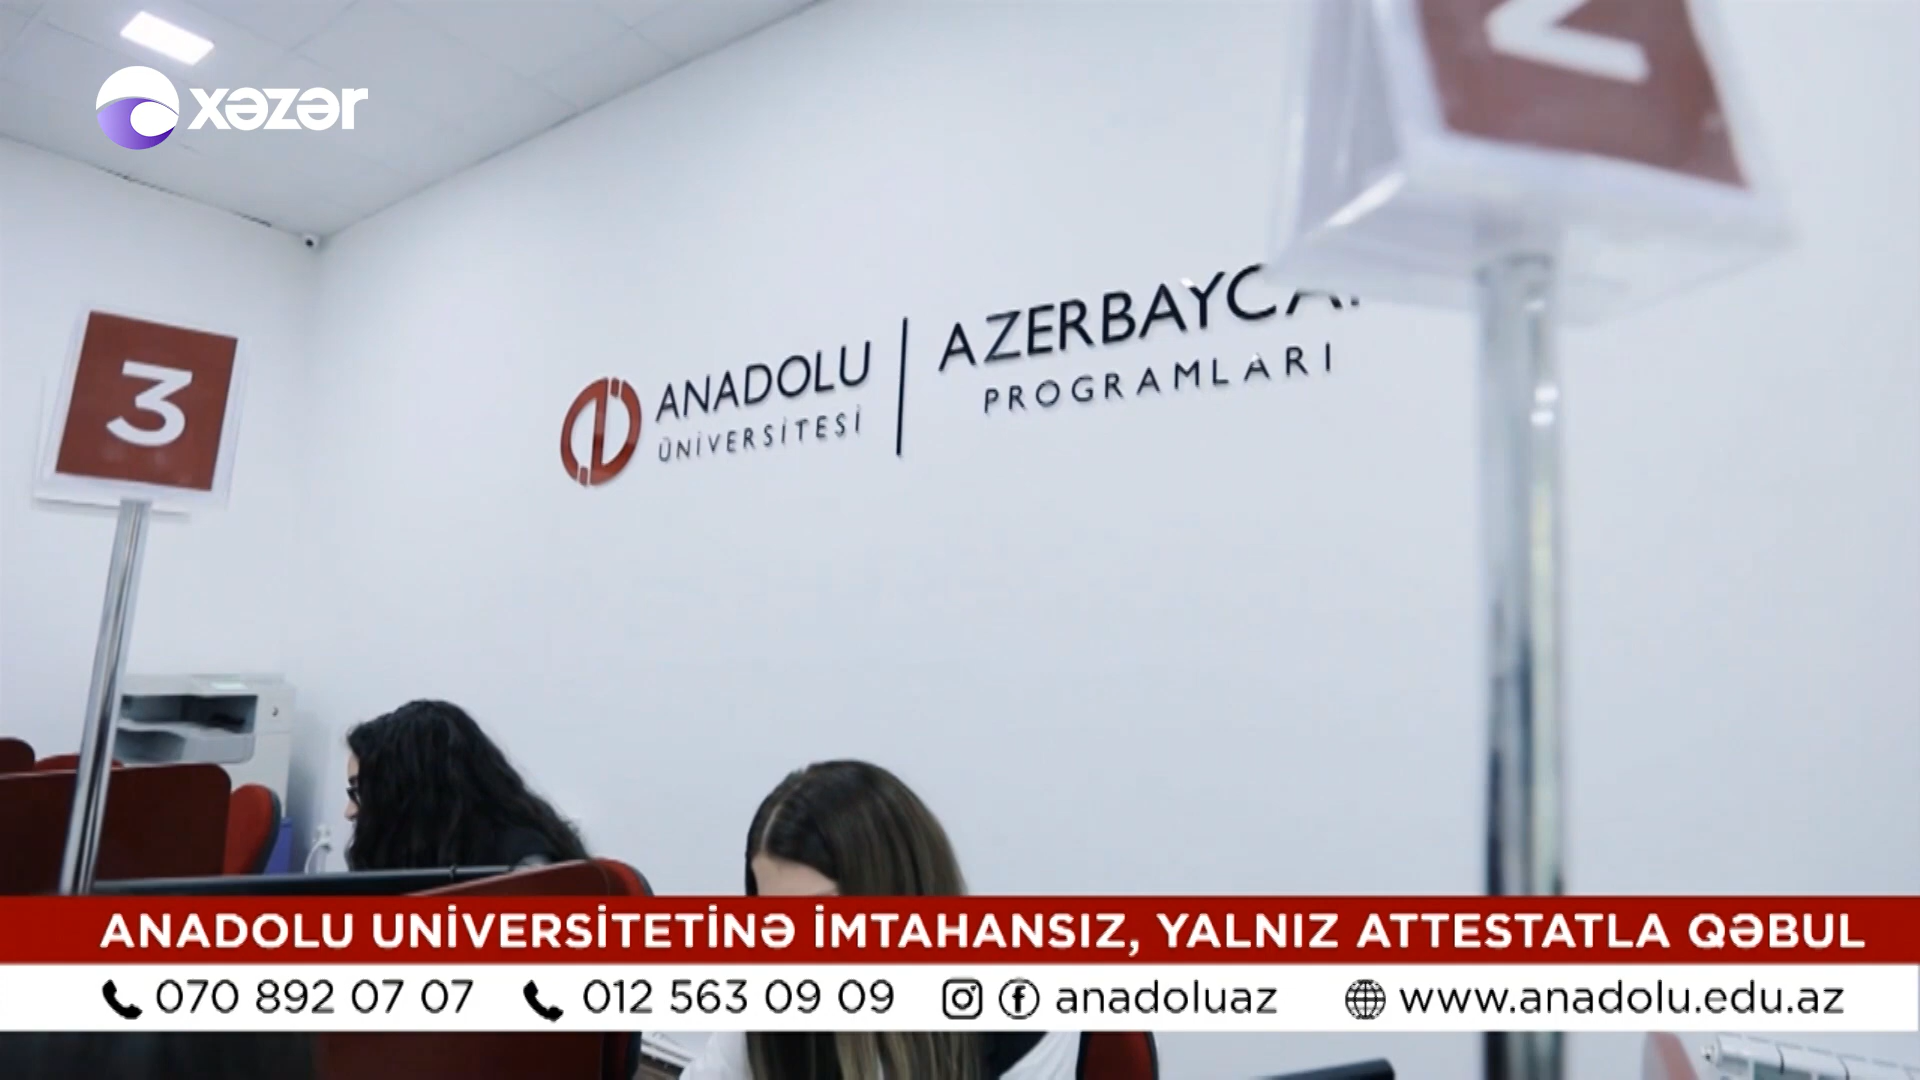 xəzər
3
ANADOLU
ÜNİVERSİTESİ
PROGRAMLARI
ANADOLU UNİVERSİTETİNƏ İMTAHANSIZ, YALNIZ ATTESTATLA QƏBUL
070 892 07 07
012 563 09 09
anadoluaz
www.anadolu.edu.az